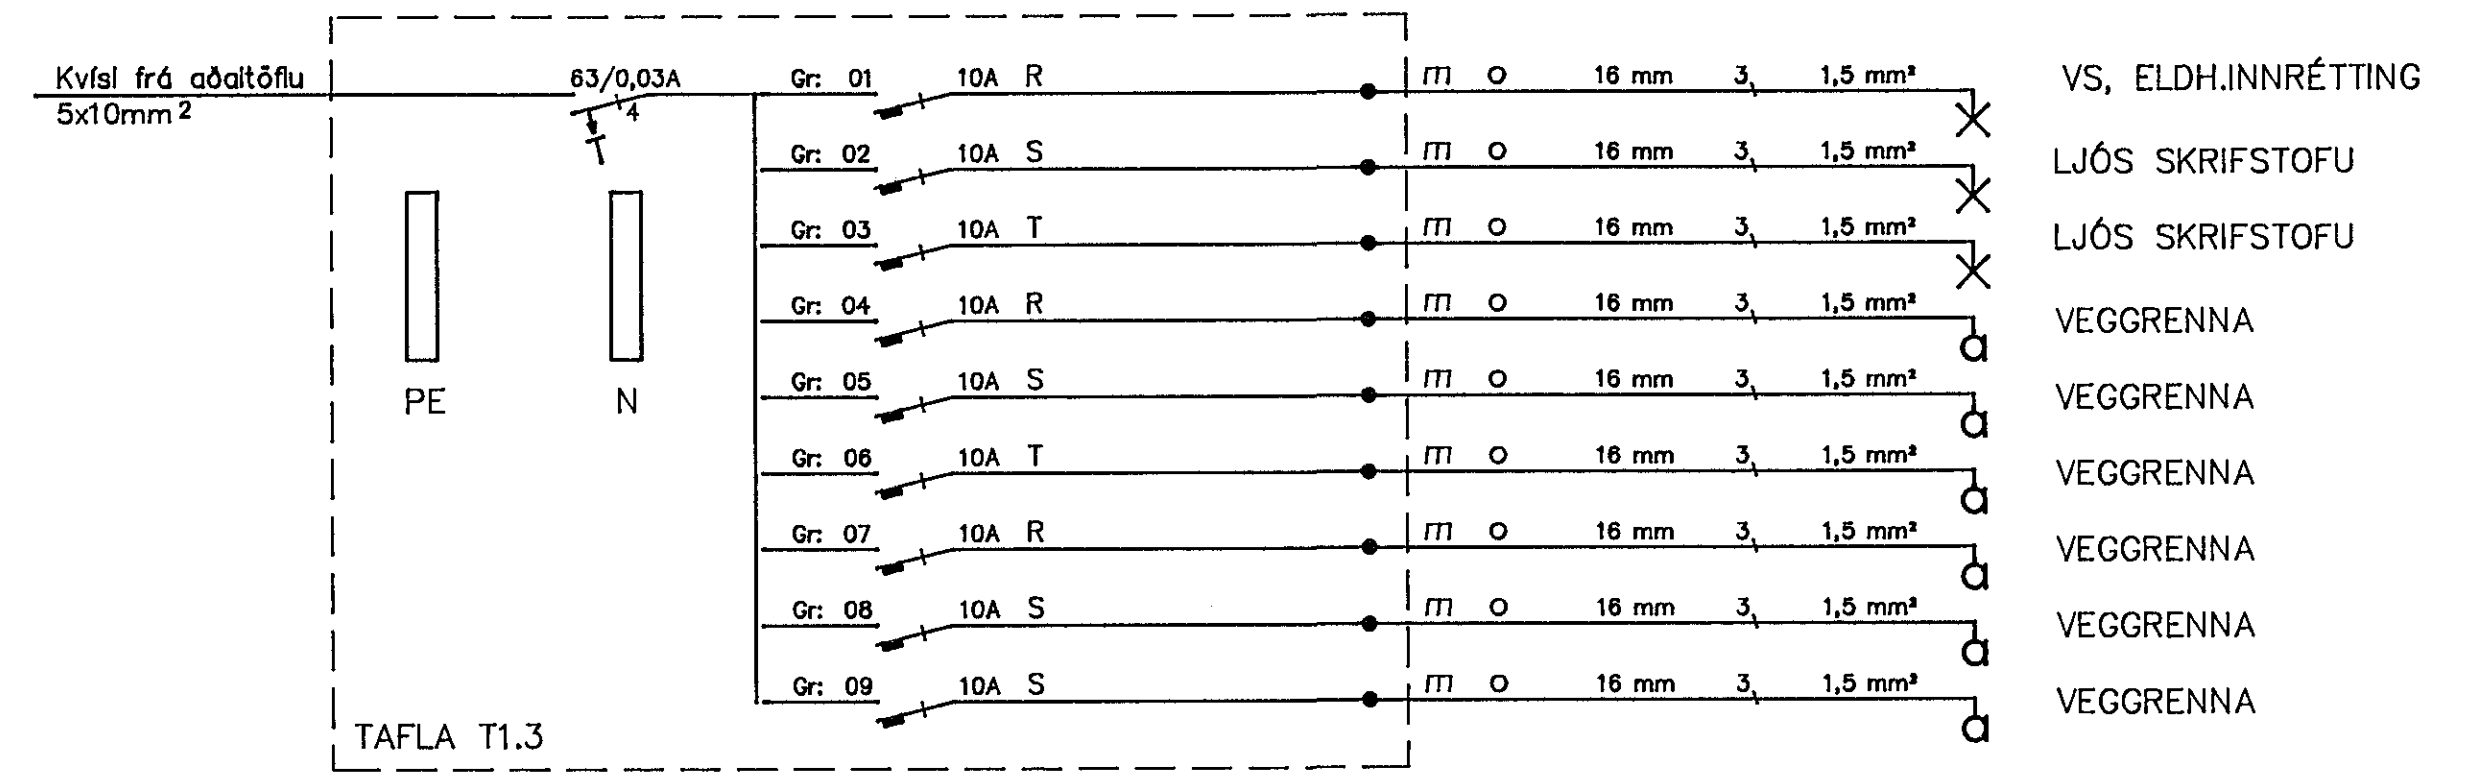 Kvísl frá aðaltöflu
5x10mm²
63/0,03A
4
Gr: 01 10A R m O 16 mm 3 1,5 mm² VS, ELDH.INNRÉTTING
Gr: 02 10A S m O 16 mm 3 1,5 mm² LJÓS SKRIFSTOFU
Gr: 03 10A T m O 16 mm 3 1,5 mm² LJÓS SKRIFSTOFU
Gr: 04 10A R m O 16 mm 3 1,5 mm² VEGGRENNA
Gr: 05 10A S m O 16 mm 3 1,5 mm² VEGGRENNA
Gr: 06 10A T m O 16 mm 3 1,5 mm² VEGGRENNA
Gr: 07 10A R m O 16 mm 3 1,5 mm² VEGGRENNA
Gr: 08 10A S m O 16 mm 3 1,5 mm² VEGGRENNA
Gr: 09 10A S m O 16 mm 3 1,5 mm² VEGGRENNA
PE
N
TAFLA T1.3